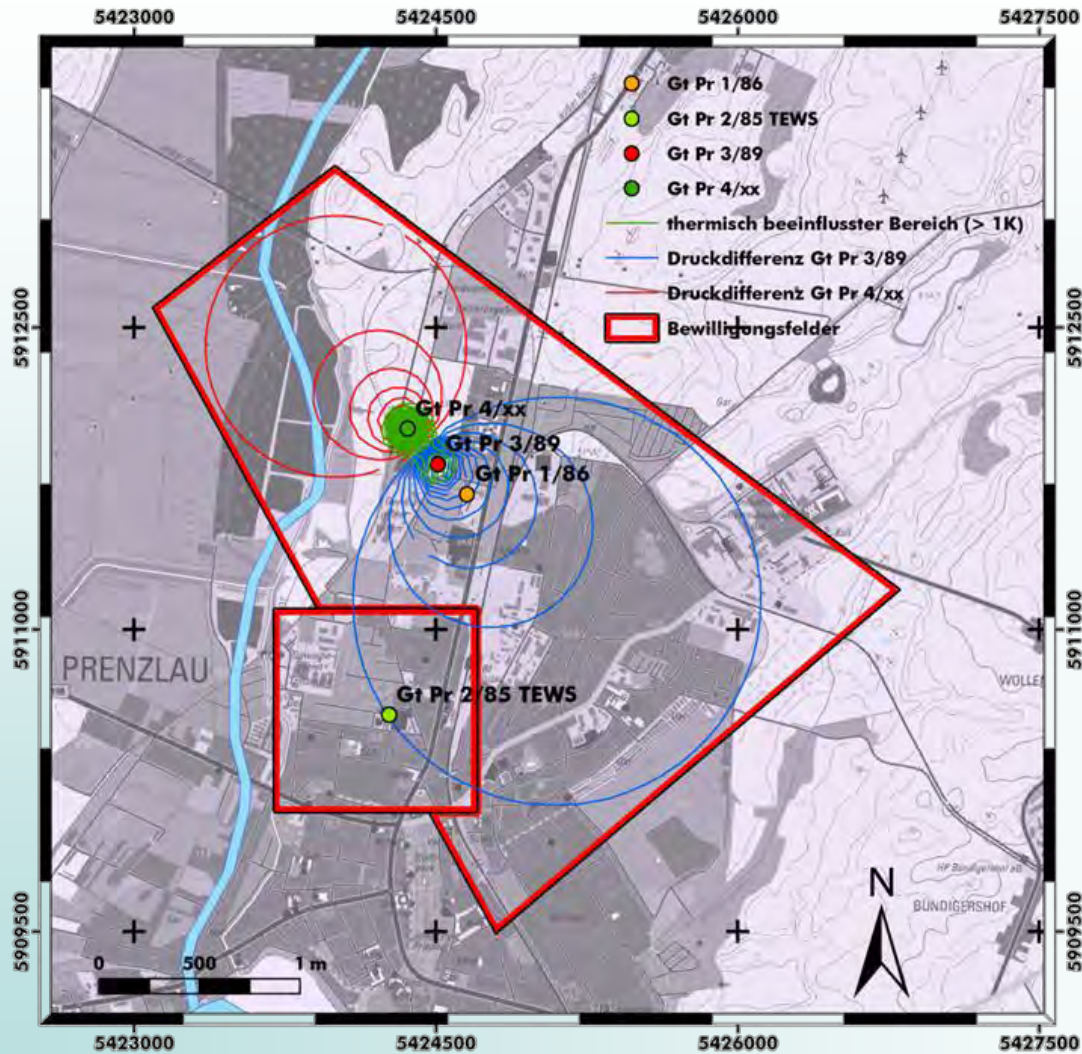 5423000 5424500 5426000 5427500
Gt Pr 1/86
Gt Pr 2/85 TEWS
Gt Pr 3/89
Gt Pr 4/xx
thermisch beeinflusster Bereich (> 1K)
Druckdifferenz Gt Pr 3/89
Druckdifferenz Gt Pr 4/xx
Bewilligungsfelder
5912500 5912500
Gar
Gt Pr 4/xx
Gt Pr 3/89
Gt Pr 1/86
5911000 5911000
PRENZLAU
Gt Pr 2/85 TEWS
HP Bündigershof
BÜNDIGERSHOF
N
5909500 5909500
0 500 1 m
5423000 5424500 5426000 5427500